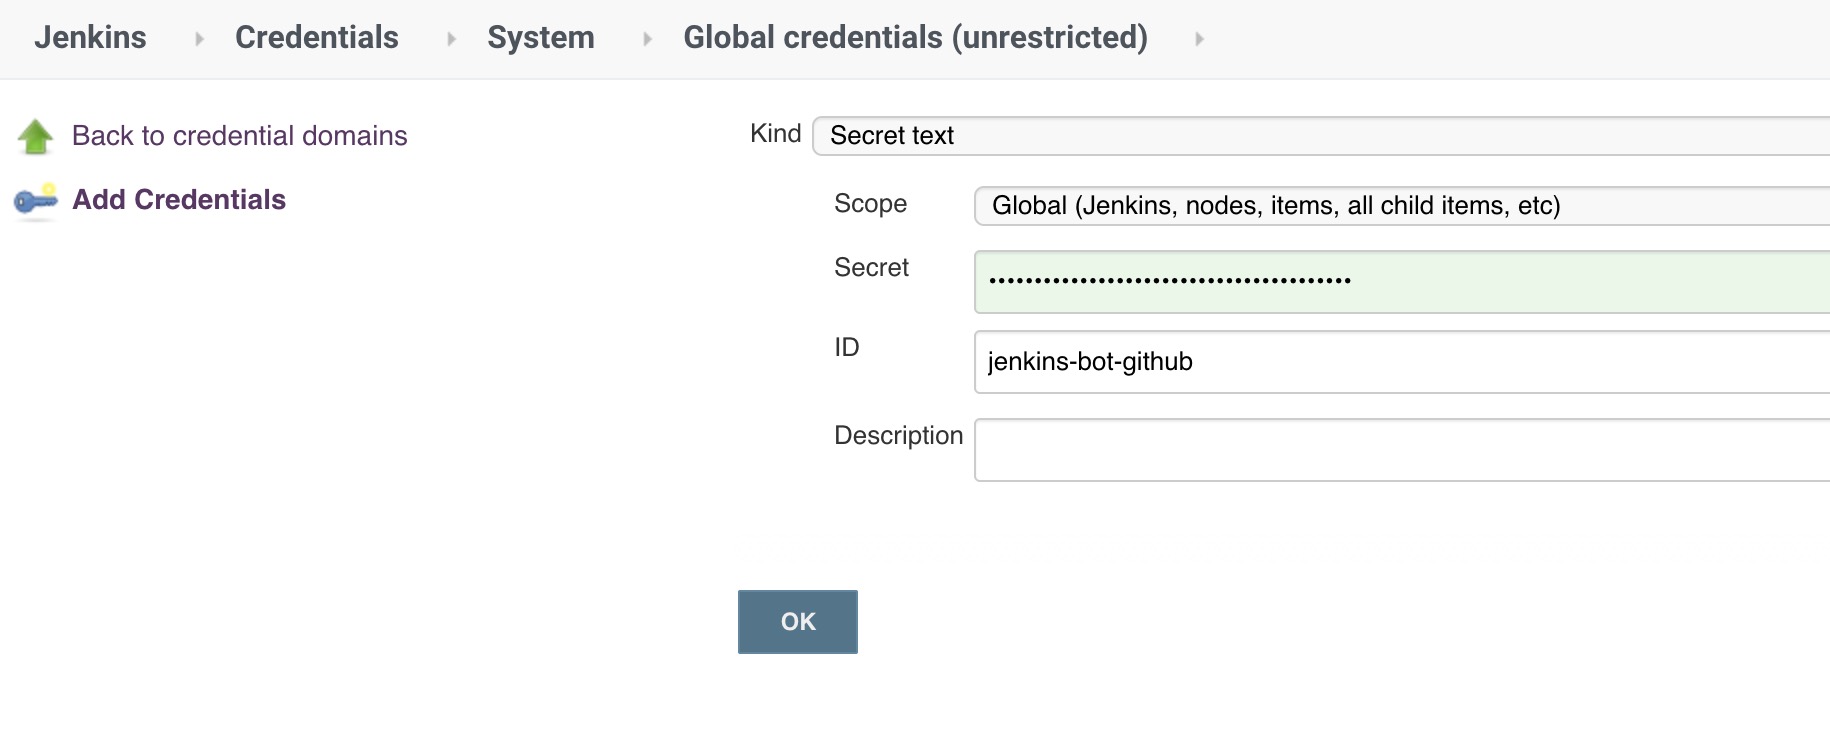 Jenkins Credentials System Global credentials (unrestricted)
Back to credential domains
Add Credentials
Kind Secret text
Scope Global (Jenkins, nodes, items, all child items, etc)
Secret ••••••••••••••••••••••••••••••••••••••••
ID jenkins-bot-github
Description
OK